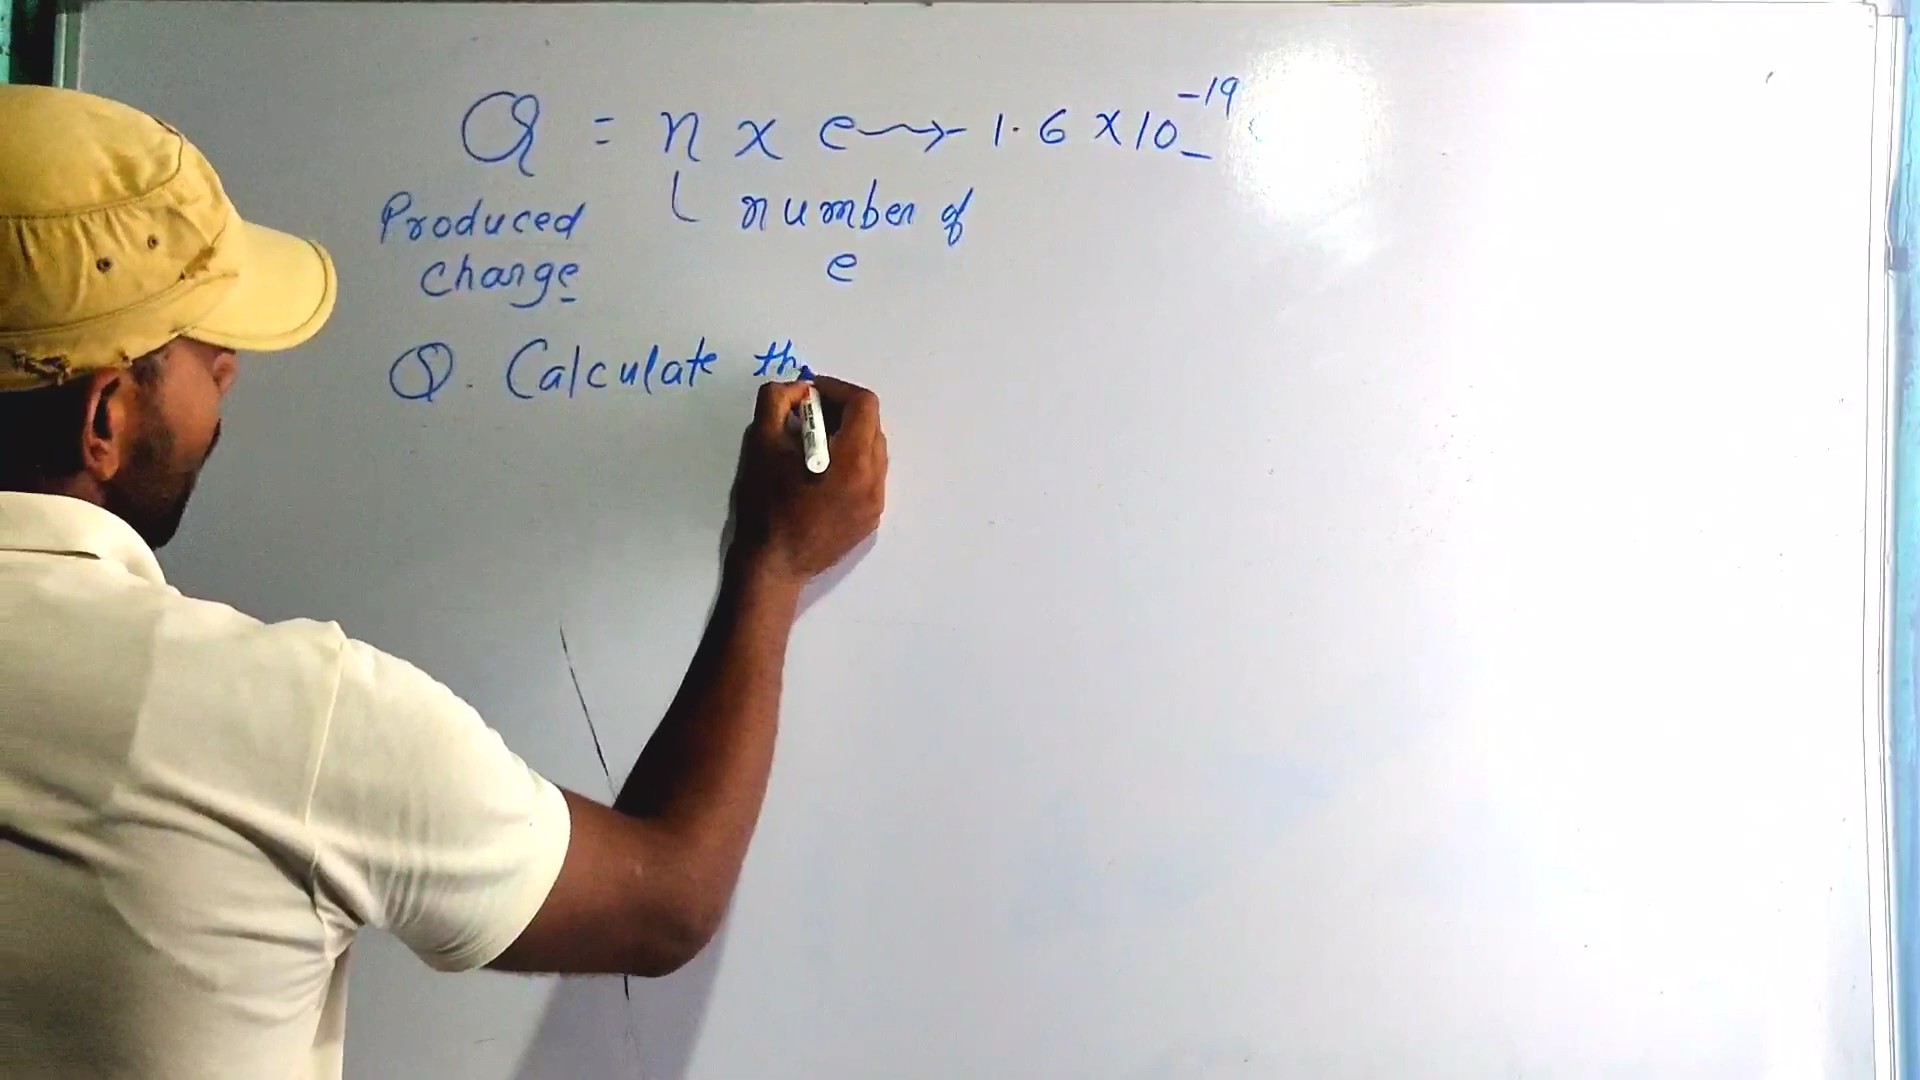 Q = n x e → 1.6 x 10⁻¹⁹ C
Produced
charge
number of
e
Q. Calculate th